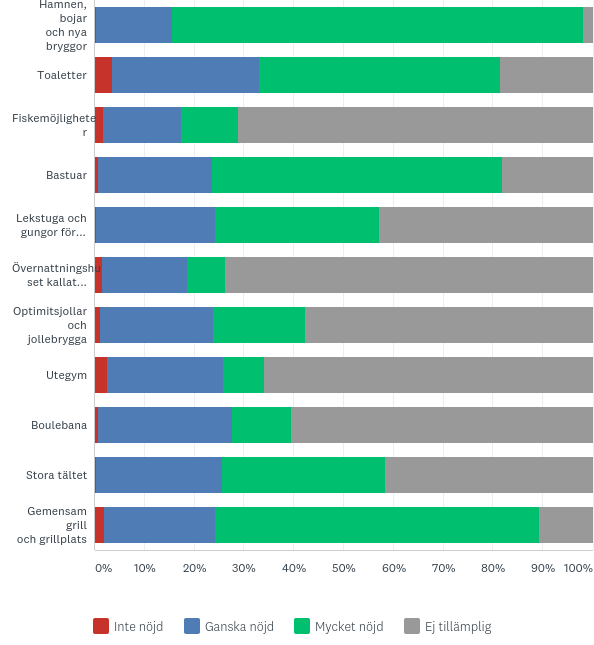 Hamnen,
bojar
och nya
bryggor
Toaletter
Fiskemöjlighete
r
Bastuar
Lekstuga och
gungor för...
Övernattningshu
set kallat...
Optimitsjollar
och
jollebrygga
Utegym
Boulebana
Stora tältet
Gemensam
grill
och grillplats
0% 10% 20% 30% 40% 50% 60% 70% 80% 90% 100%
Inte nöjd Ganska nöjd Mycket nöjd Ej tillämplig